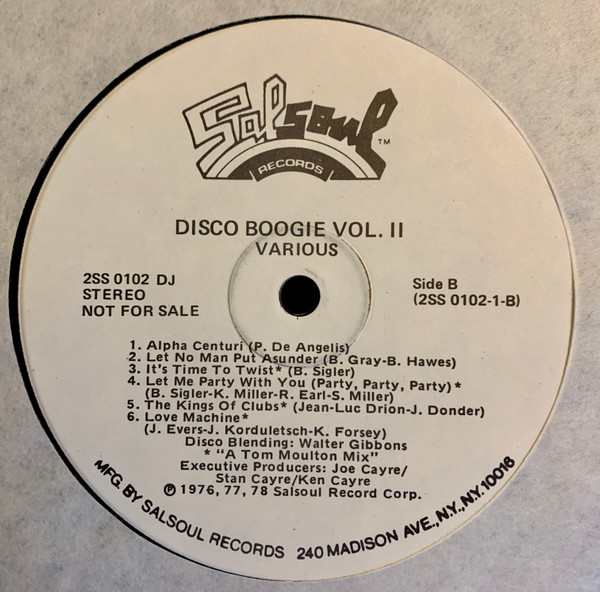 Salsoul ™
RECORDS
DISCO BOOGIE VOL. II
VARIOUS
2SS 0102 DJ
STEREO
NOT FOR SALE
Side B
(2SS 0102-1-B)
1. Alpha Centuri (P. De Angelis)
2. Let No Man Put Asunder (B. Gray-B. Hawes)
3. It's Time To Twist* (B. Sigler)
4. Let Me Party With You (Party, Party, Party)*
(B. Sigler-K. Miller-R. Earl-S. Miller)
5. The Kings Of Clubs* (Jean-Luc Drion-J. Donder)
6. Love Machine*
(J. Evers-J. Korduletsch-K. Forsey)
Disco Blending: Walter Gibbons
* "A Tom Moulton Mix"
Executive Producers: Joe Cayre/
Stan Cayre/Ken Cayre
℗ 1976, 77, 78 Salsoul Record Corp.
MFG. BY SALSOUL RECORDS 240 MADISON AVE., N.Y., N.Y. 10016